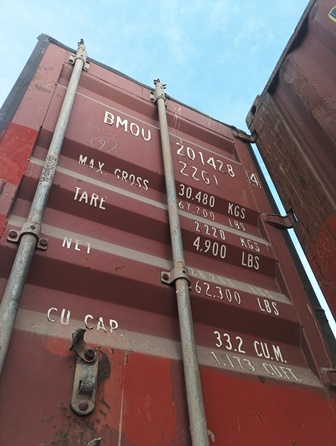 BMOU 201428 4
22G1
MAX. GROSS 30.480 KGS
67.200 LBS
TARE 2.220 KGS
4,900 LBS
NET
62.300 LBS
CU.CAP. 33.2 CU.M.
1,173 CU.FT.